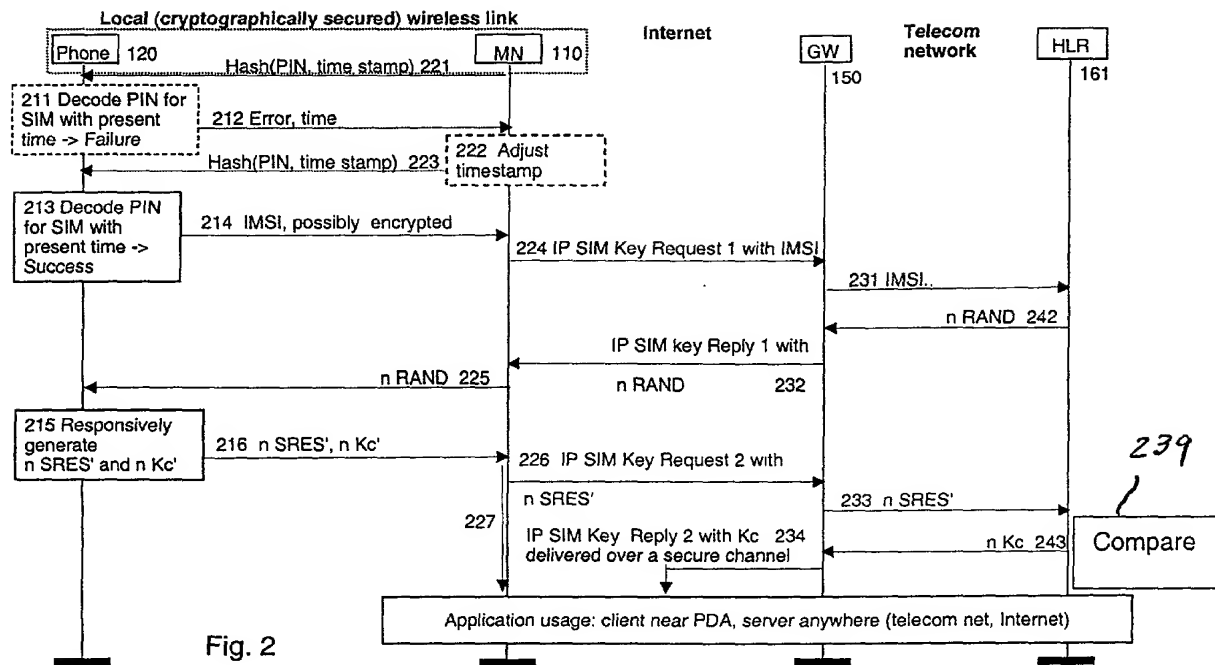 Local (cryptographically secured) wireless link
Internet
Telecom
network
Phone 120
MN 110
GW
150
HLR
161
Hash(PIN, time stamp) 221
211 Decode PIN for
SIM with present
time -> Failure
212 Error, time
222 Adjust
timestamp
Hash(PIN, time stamp) 223
213 Decode PIN
for SIM with
present time ->
Success
214 IMSI, possibly encrypted
224 IP SIM Key Request 1 with IMSI
231 IMSI..
n RAND 242
IP SIM key Reply 1 with
n RAND 232
n RAND 225
215 Responsively
generate
n SRES' and n Kc'
216 n SRES', n Kc'
226 IP SIM Key Request 2 with
n SRES'
233 n SRES'
239
227
IP SIM Key Reply 2 with Kc 234
delivered over a secure channel
n Kc 243
Compare
Application usage: client near PDA, server anywhere (telecom net, Internet)
Fig. 2